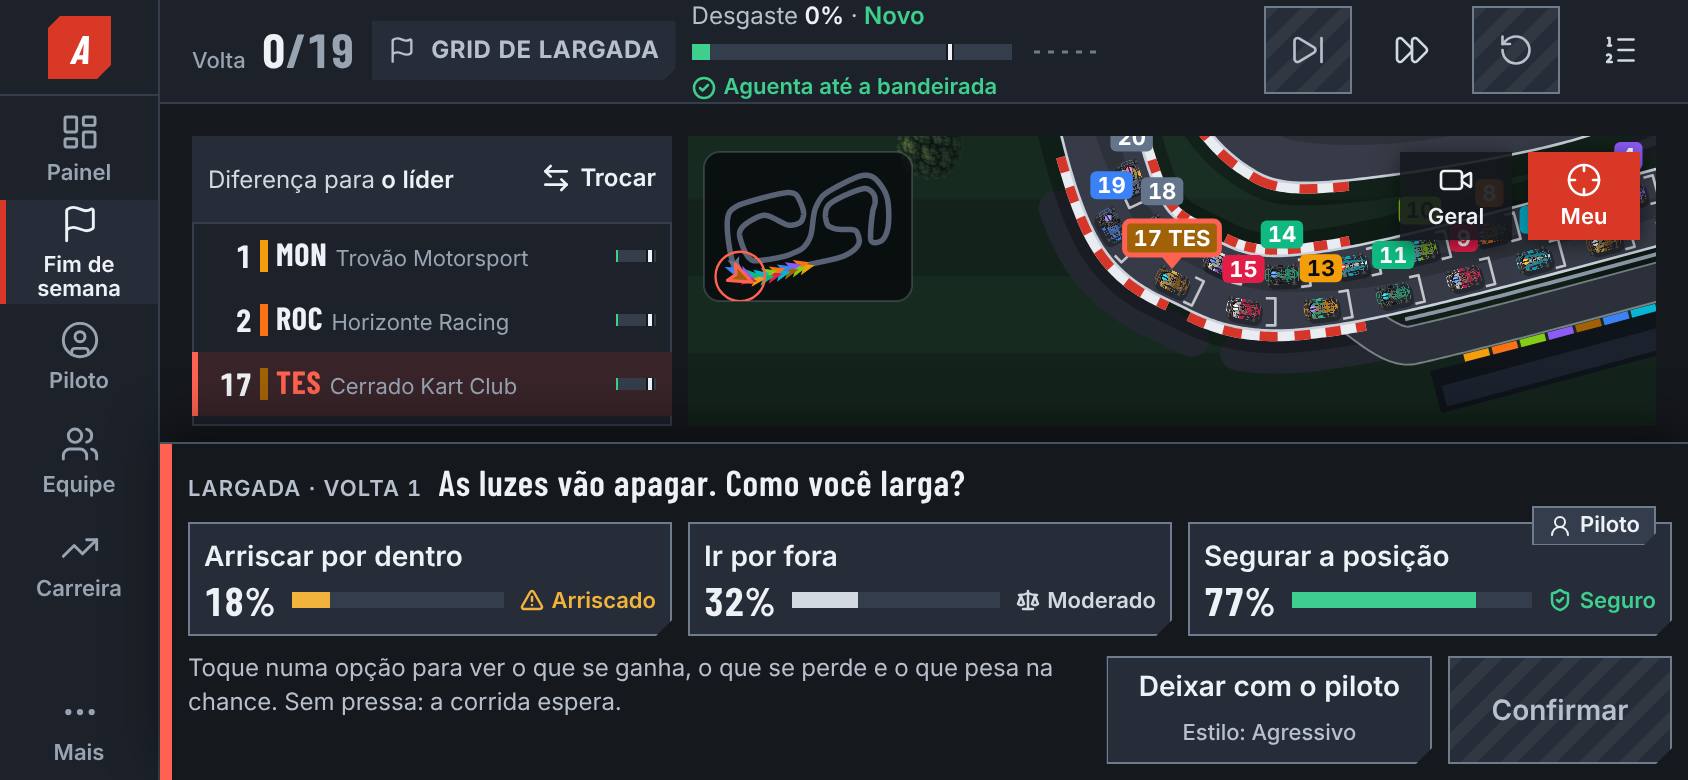 A
Painel
Fim de
semana
Piloto
Equipe
Carreira
Mais
Volta 0/19
GRID DE LARGADA
Desgaste 0% · Novo
Aguenta até a bandeirada
Diferença para o líder
Trocar
1 MON Trovão Motorsport
2 ROC Horizonte Racing
17 TES Cerrado Kart Club
20
19
18
17 TES
15
14
13
11
10
9
8
4
Geral
Meu
LARGADA · VOLTA 1 As luzes vão apagar. Como você larga?
Arriscar por dentro
18% Arriscado
Ir por fora
32% Moderado
Piloto
Segurar a posição
77% Seguro
Toque numa opção para ver o que se ganha, o que se perde e o que pesa na
chance. Sem pressa: a corrida espera.
Deixar com o piloto
Estilo: Agressivo
Confirmar